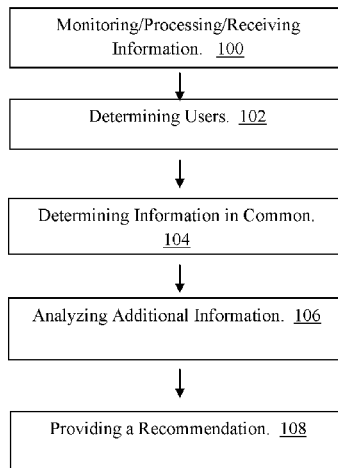 Monitoring/Processing/Receiving
Information. 100
Determining Users. 102
Determining Information in Common.
104
Analyzing Additional Information. 106
Providing a Recommendation. 108